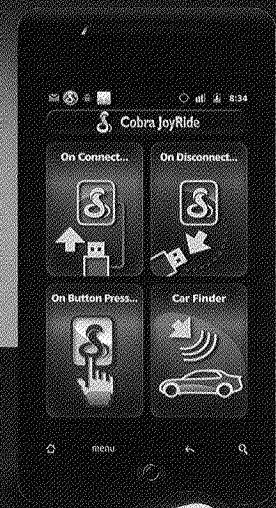 8:34
Cobra JoyRide
On Connect... On Disconnect...
On Button Press... Car Finder
menu